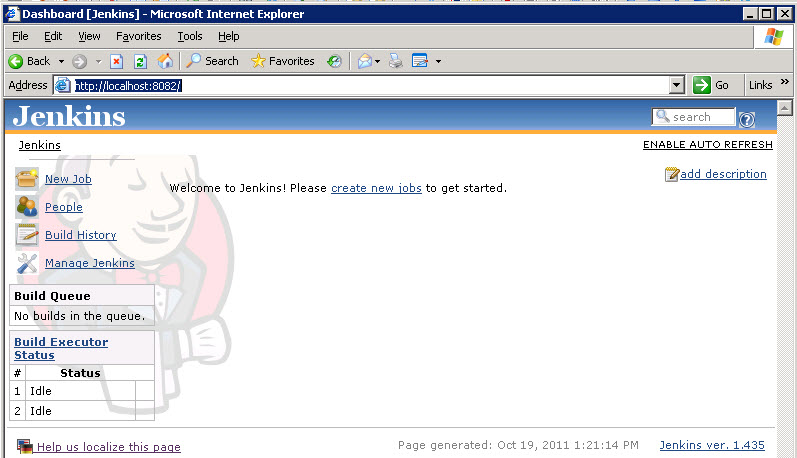 Dashboard [Jenkins] - Microsoft Internet Explorer
File Edit View Favorites Tools Help
Back Search Favorites
Address http://localhost:8082/ Go Links »
Jenkins search
Jenkins ENABLE AUTO REFRESH
add description
New Job
Welcome to Jenkins! Please create new jobs to get started.
People
Build History
Manage Jenkins
Build Queue
No builds in the queue.
Build Executor
Status
# Status
1 Idle
2 Idle
Help us localize this page Page generated: Oct 19, 2011 1:21:14 PM Jenkins ver. 1.435